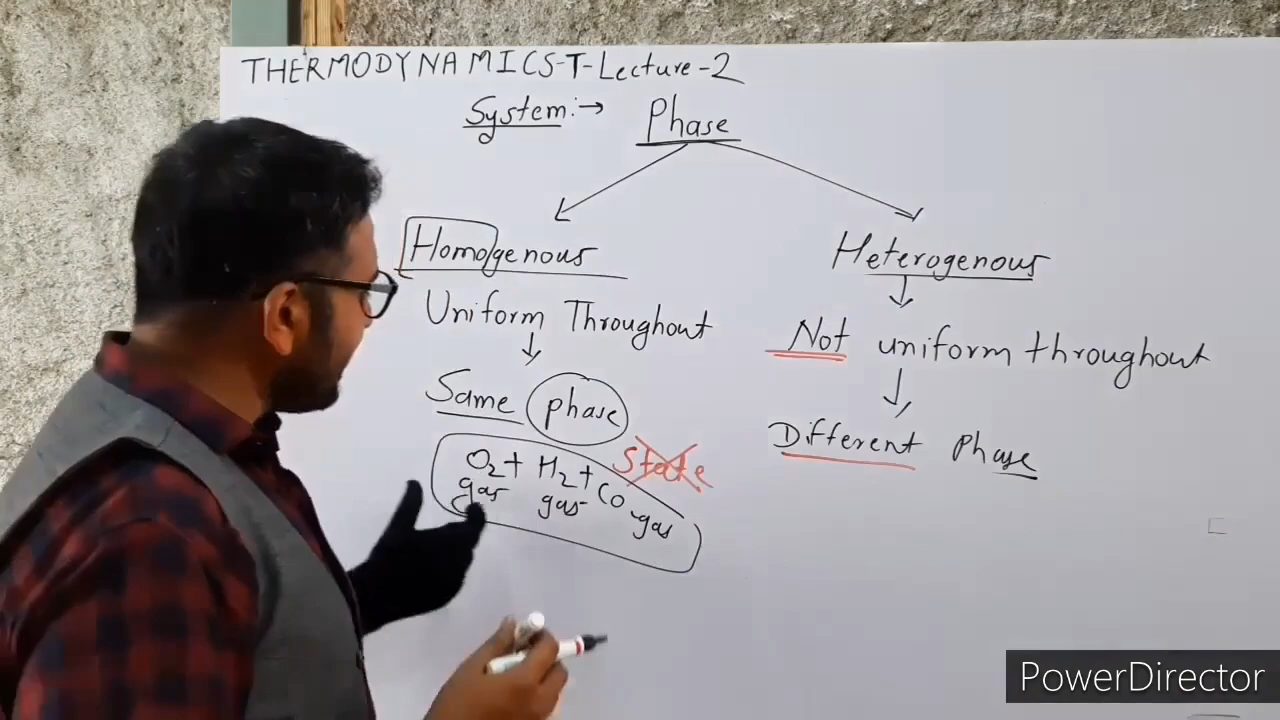 THERMODYNAMICS-T-Lecture-2
System:→ Phase
Homogenous
Uniform Throughout
Same phase
State
O2+ H2+ CO
gas gas gas
Heterogenous
Not uniform throughout
Different Phase
PowerDirector